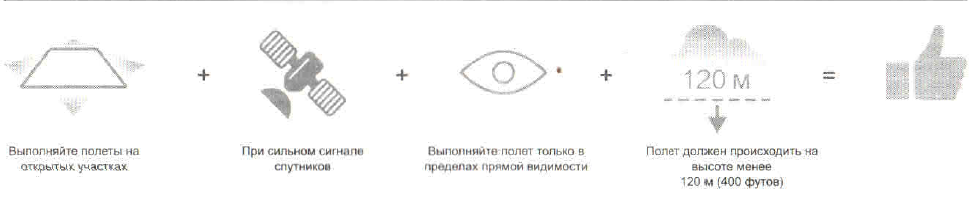 + + + 120 м =
Выполняйте полеты на
открытых участках
При сильном сигнале
спутников
Выполняйте полет только в
пределах прямой видимости
Полет должен происходить на
высоте менее
120 м (400 футов)